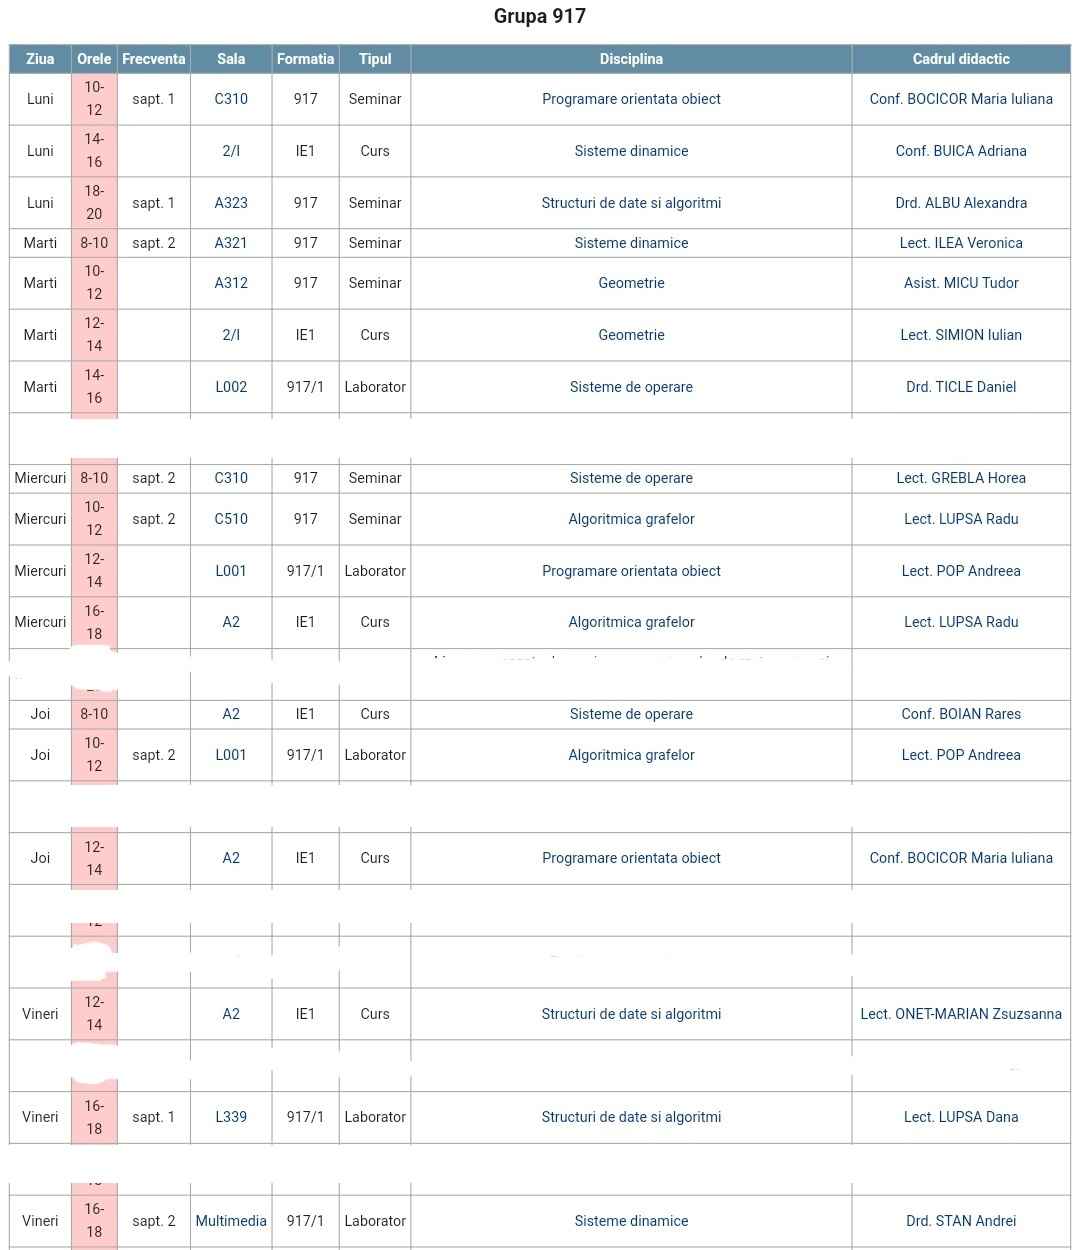 Grupa 917
Ziua Orele Frecventa Sala Formatia Tipul Disciplina Cadrul didactic
Luni 10-12 sapt. 1 C310 917 Seminar Programare orientata obiect Conf. BOCICOR Maria Iuliana
Luni 14-16 2/I IE1 Curs Sisteme dinamice Conf. BUICA Adriana
Luni 18-20 sapt. 1 A323 917 Seminar Structuri de date si algoritmi Drd. ALBU Alexandra
Marti 8-10 sapt. 2 A321 917 Seminar Sisteme dinamice Lect. ILEA Veronica
Marti 10-12 A312 917 Seminar Geometrie Asist. MICU Tudor
Marti 12-14 2/I IE1 Curs Geometrie Lect. SIMION Iulian
Marti 14-16 L002 917/1 Laborator Sisteme de operare Drd. TICLE Daniel
Miercuri 8-10 sapt. 2 C310 917 Seminar Sisteme de operare Lect. GREBLA Horea
Miercuri 10-12 sapt. 2 C510 917 Seminar Algoritmica grafelor Lect. LUPSA Radu
Miercuri 12-14 L001 917/1 Laborator Programare orientata obiect Lect. POP Andreea
Miercuri 16-18 A2 IE1 Curs Algoritmica grafelor Lect. LUPSA Radu
Joi 8-10 A2 IE1 Curs Sisteme de operare Conf. BOIAN Rares
Joi 10-12 sapt. 2 L001 917/1 Laborator Algoritmica grafelor Lect. POP Andreea
Joi 12-14 A2 IE1 Curs Programare orientata obiect Conf. BOCICOR Maria Iuliana
Vineri 12-14 A2 IE1 Curs Structuri de date si algoritmi Lect. ONET-MARIAN Zsuzsanna
Vineri 16-18 sapt. 1 L339 917/1 Laborator Structuri de date si algoritmi Lect. LUPSA Dana
Vineri 16-18 sapt. 2 Multimedia 917/1 Laborator Sisteme dinamice Drd. STAN Andrei